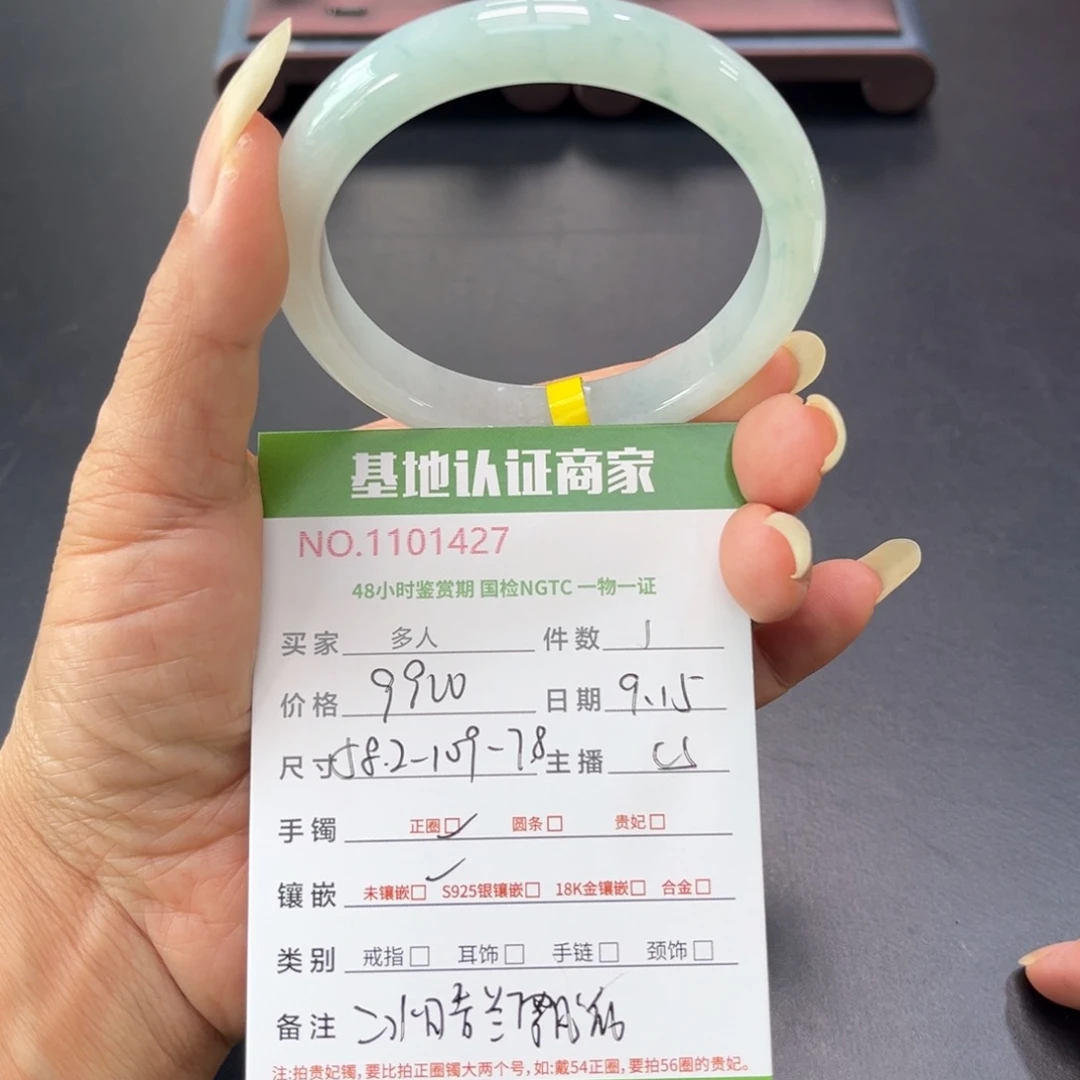 基地认证商家
NO.1101427
48小时鉴赏期 国检NGTC 一物一证
买家 多人 件数 1
价格 9900 日期 9.15
尺寸 58.2-109-78 主播
手镯 正圈☑ 圆条□ 贵妃□
镶嵌 未镶嵌□ S925银镶嵌□ 18K金镶嵌□ 合金□
类别 戒指□ 耳饰□ 手链□ 颈饰□
备注
注:拍贵妃镯,要比拍正圈镯大两个号,如:戴54正圈,要拍56圈的贵妃。